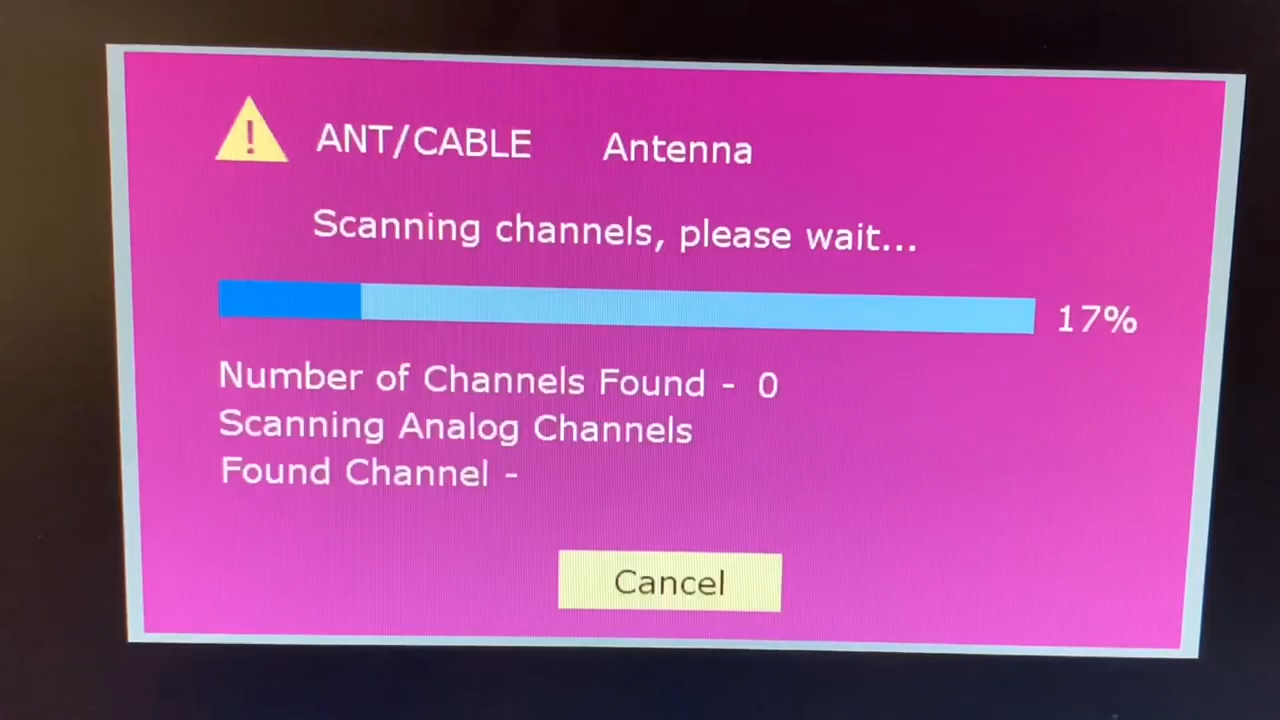 ANT/CABLE Antenna
Scanning channels, please wait...
17%
Number of Channels Found - 0
Scanning Analog Channels
Found Channel -
Cancel